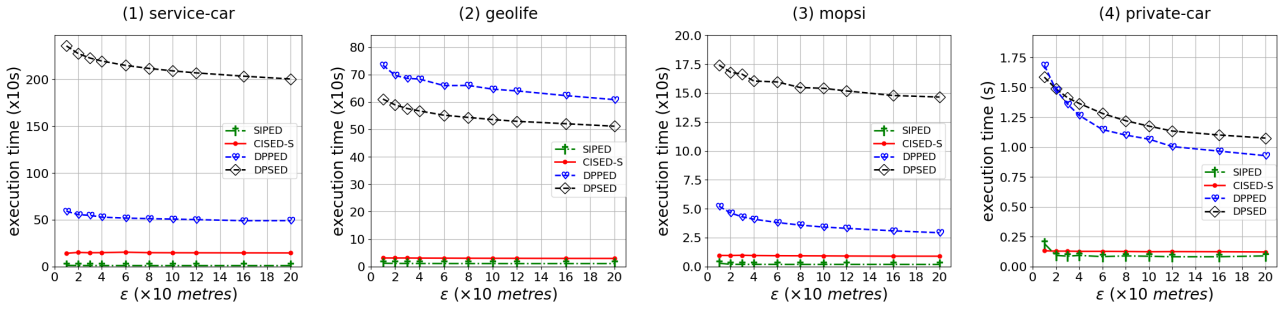 (1) service-car
execution time (x10s)
200
150
100
50
0
SIPED
CISED-S
DPPED
DPSED
0 2 4 6 8 10 12 14 16 18 20
ε (×10 metres)
(2) geolife
execution time (x10s)
80
70
60
50
40
30
20
10
0
SIPED
CISED-S
DPPED
DPSED
0 2 4 6 8 10 12 14 16 18 20
ε (×10 metres)
(3) mopsi
execution time (x10s)
20.0
17.5
15.0
12.5
10.0
7.5
5.0
2.5
0.0
SIPED
CISED-S
DPPED
DPSED
0 2 4 6 8 10 12 14 16 18 20
ε (×10 metres)
(4) private-car
execution time (s)
1.75
1.50
1.25
1.00
0.75
0.50
0.25
0.00
SIPED
CISED-S
DPPED
DPSED
0 2 4 6 8 10 12 14 16 18 20
ε (×10 metres)